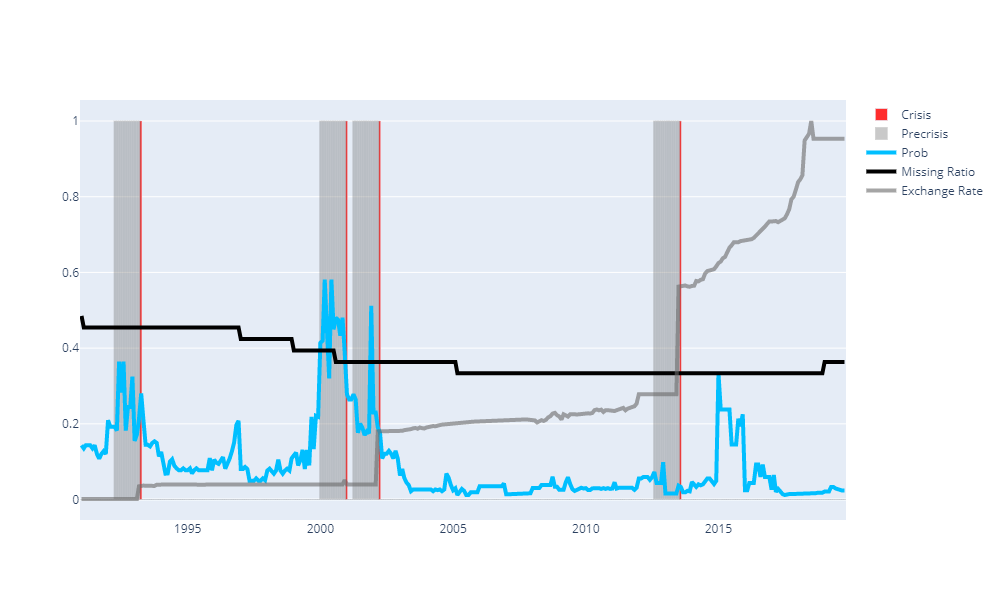 1
0.8
0.6
0.4
0.2
0
1995
2000
2005
2010
2015
Crisis
Precrisis
Prob
Missing Ratio
Exchange Rate